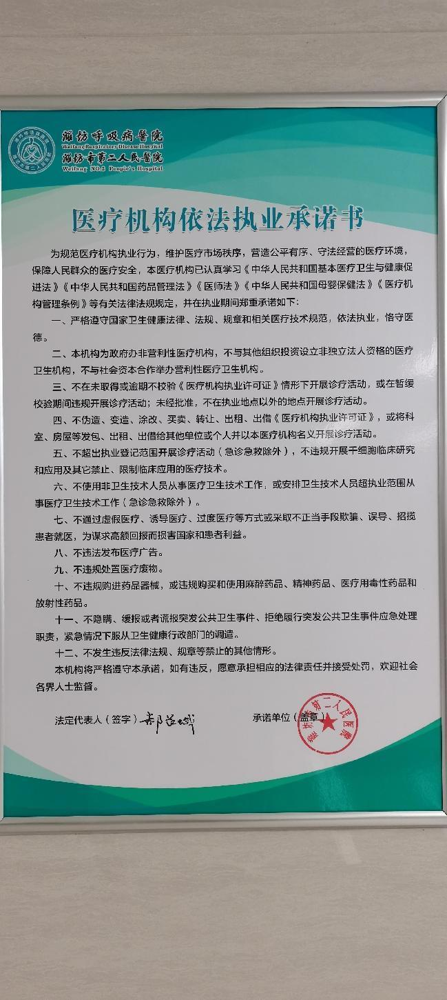 潍坊呼吸病醫院
Weifang Respiratory Disease Hospital
潍坊市第二人民醫院
Weifang NO.2 People's Hospital
医疗机构依法执业承诺书
为规范医疗机构执业行为，维护医疗市场秩序，营造公平有序、守法经营的医疗环境，
保障人民群众的医疗安全，本医疗机构已认真学习《中华人民共和国基本医疗卫生与健康促
进法》《中华人民共和国药品管理法》《医师法》《中华人民共和国母婴保健法》《医疗机
构管理条例》等有关法律法规规定，并在执业期间郑重承诺如下：
一、严格遵守国家卫生健康法律、法规、规章和相关医疗技术规范，依法执业，恪守医
德。
二、本机构为政府办非营利性医疗机构，不与其他组织投资设立非独立法人资格的医疗
卫生机构，不与社会资本合作举办营利性医疗卫生机构。
三、不在未取得或逾期不校验《医疗机构执业许可证》情形下开展诊疗活动，或在暂缓
校验期间违规开展诊疗活动；未经批准，不在执业地点以外的地点开展诊疗活动。
四、不伪造、变造、涂改、买卖、转让、出租、出借《医疗机构执业许可证》，或将科
室、房屋等发包、出租、出借给其他单位或个人并以本医疗机构名义开展诊疗活动。
五、不超出执业登记范围开展诊疗活动（急诊急救除外），不违规开展干细胞临床研究
和应用及其它禁止、限制临床应用的医疗技术。
六、不使用非卫生技术人员从事医疗卫生技术工作，或安排卫生技术人员超执业范围从
事医疗卫生技术工作（急诊急救除外）。
七、不通过虚假医疗、诱导医疗、过度医疗等方式或采取不正当手段欺骗、误导、招揽
患者就医，为谋求高额回报而损害国家和患者利益。
八、不违法发布医疗广告。
九、不违规处置医疗废物。
十、不违规购进药品器械，或违规购买和使用麻醉药品、精神药品、医疗用毒性药品和
放射性药品。
十一、不隐瞒、缓报或者谎报突发公共卫生事件、拒绝履行突发公共卫生事件应急处理
职责，紧急情况下服从卫生健康行政部门的调遣。
十二、不发生违反法律法规、规章等禁止的其他情形。
本机构将严格遵守本承诺，如有违反，愿意承担相应的法律责任并接受处罚，欢迎社会
各界人士监督。
法定代表人（签字） 承诺单位（盖章）
潍坊市第二人民医院